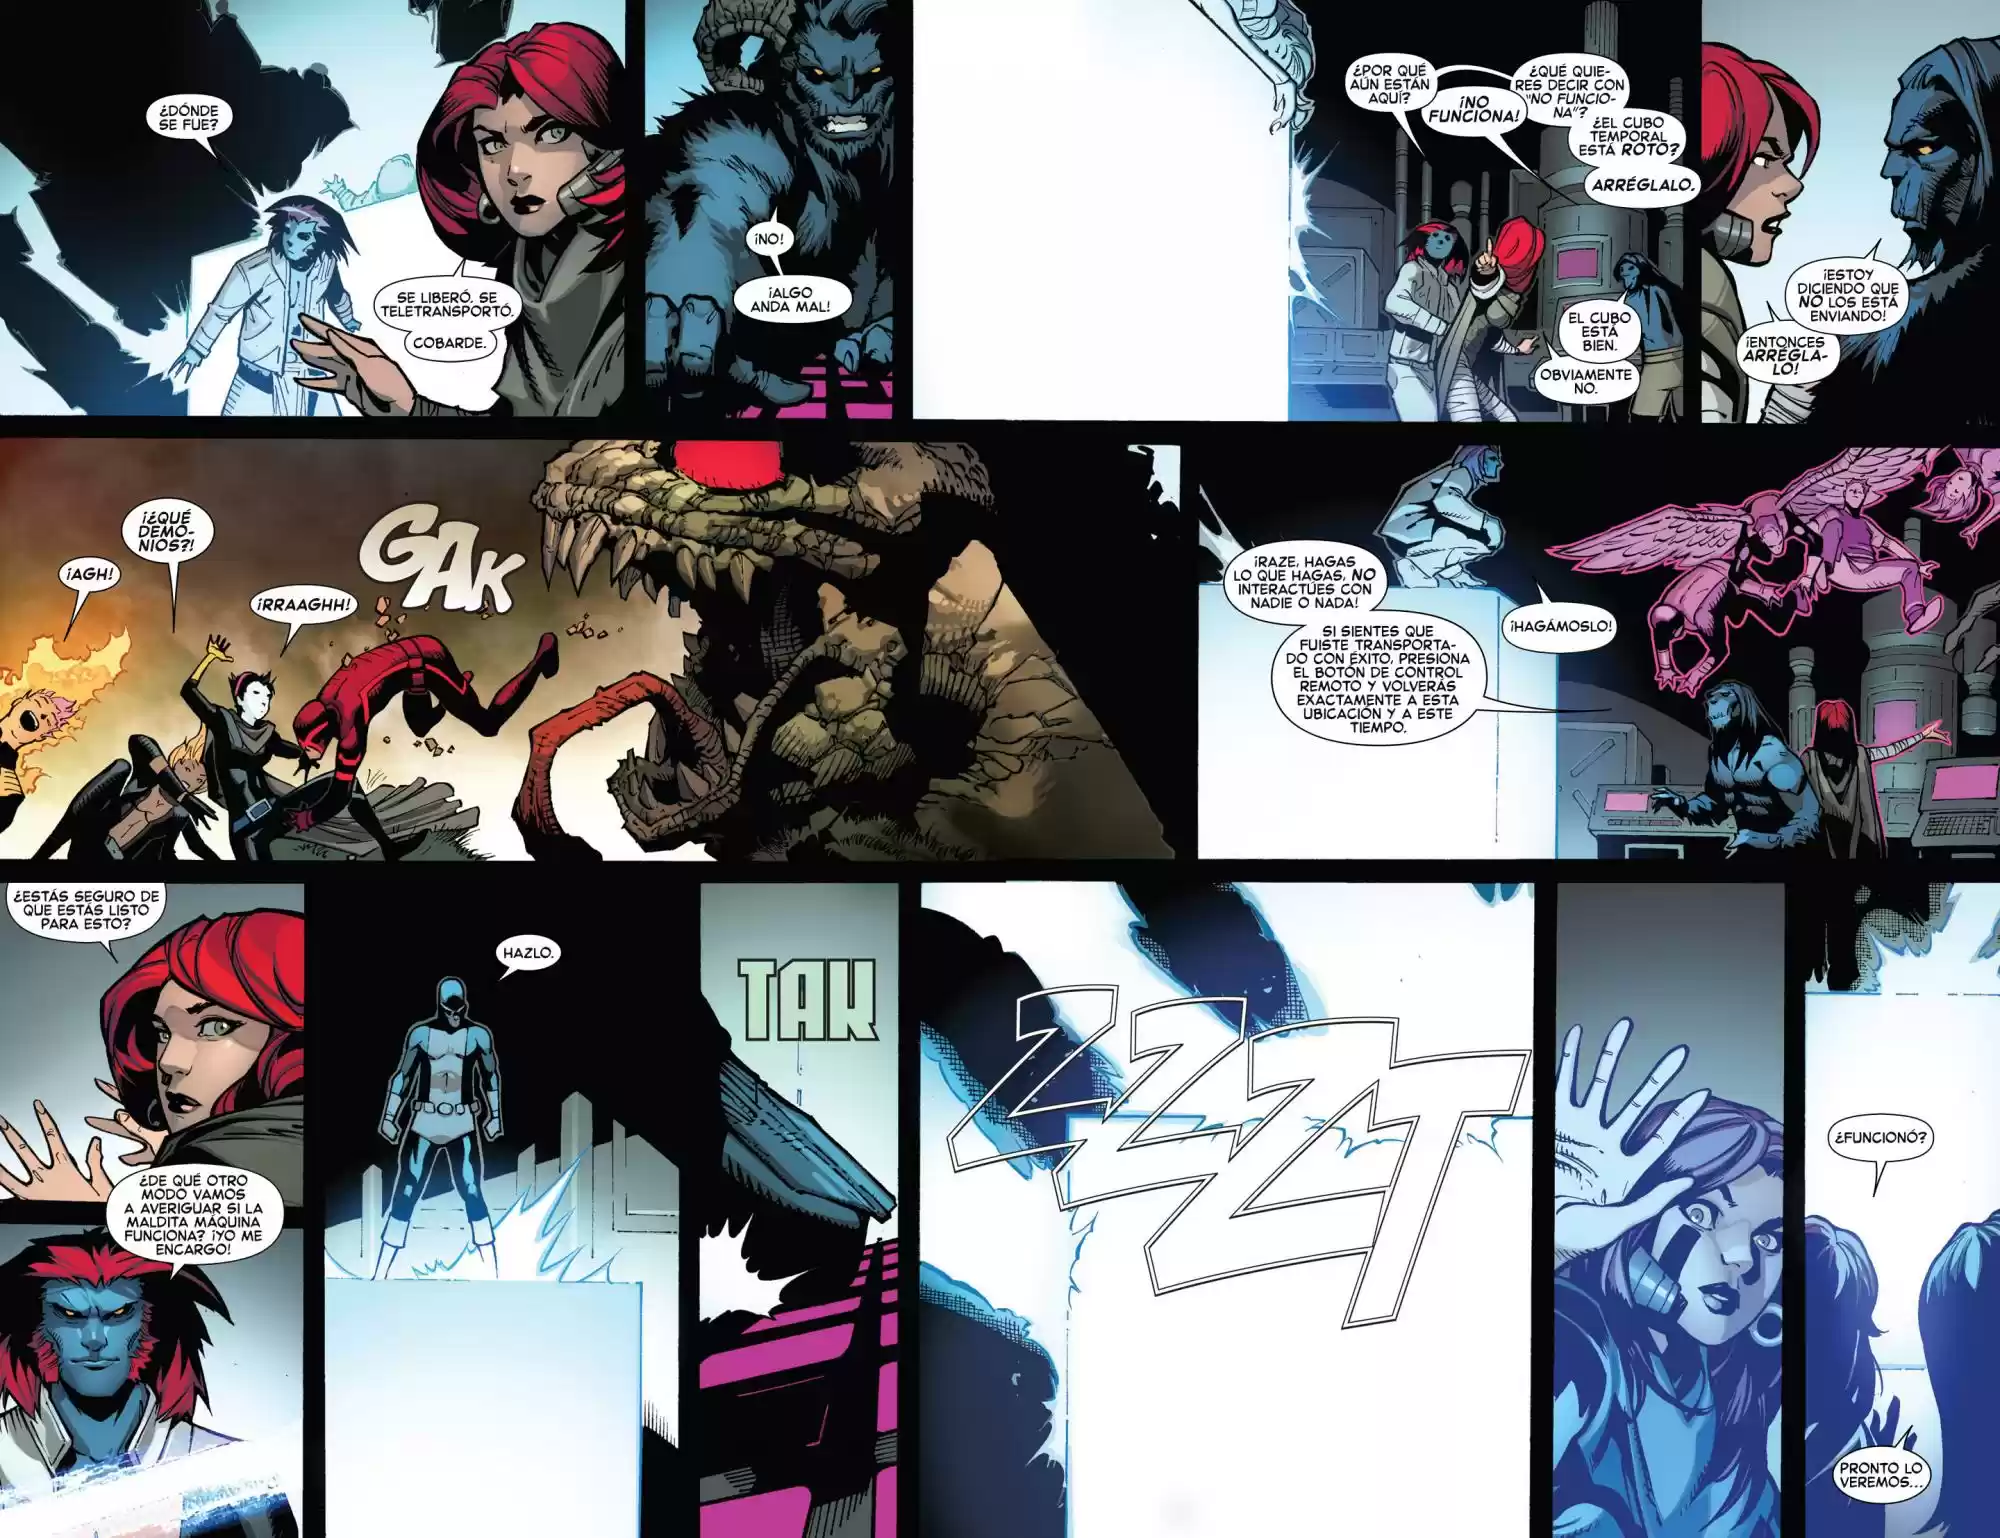 ¿DÓNDE
SE FUE?
SE LIBERÓ, SE
TELETRANSPORTÓ.
COBARDE.
¡NO!
¡ALGO
ANDA MAL!
¿POR QUÉ
AÚN ESTÁN
AQUÍ?
¡NO
FUNCIONA!
¿QUÉ QUIE-
RES DECIR CON
"NO FUNCIO-
NA"?
¿EL CUBO
TEMPORAL
ESTÁ ROTO?
ARRÉGLALO.
EL CUBO
ESTÁ
BIEN.
OBVIAMENTE
NO.
¡ESTOY
DICIENDO QUE
NO LOS ESTÁ
ENVIANDO!
¡ENTONCES
ARRÉGLA-
LO!
¡AGH!
¡¿QUÉ
DEMO-
NIOS?!
¡RRAAGHH!
GAK
¡RAZE, HAGAS
LO QUE HAGAS, NO
INTERACTÚES CON
NADIE O NADA!
SI SIENTES QUE
FUISTE TRANSPORTA-
DO CON ÉXITO, PRESIONA
EL BOTÓN DE CONTROL
REMOTO Y VOLVERÁS
EXACTAMENTE A ESTA
UBICACIÓN Y A ESTE
TIEMPO.
¡HAGÁMOSLO!
¿ESTÁS SEGURO DE
QUE ESTÁS LISTO
PARA ESTO?
¿DE QUÉ OTRO
MODO VAMOS
A AVERIGUAR SI LA
MALDITA MÁQUINA
FUNCIONA? ¡YO ME
ENCARGO!
HAZLO.
TAK
ZZZZT
¿FUNCIONÓ?
PRONTO LO
VEREMOS...